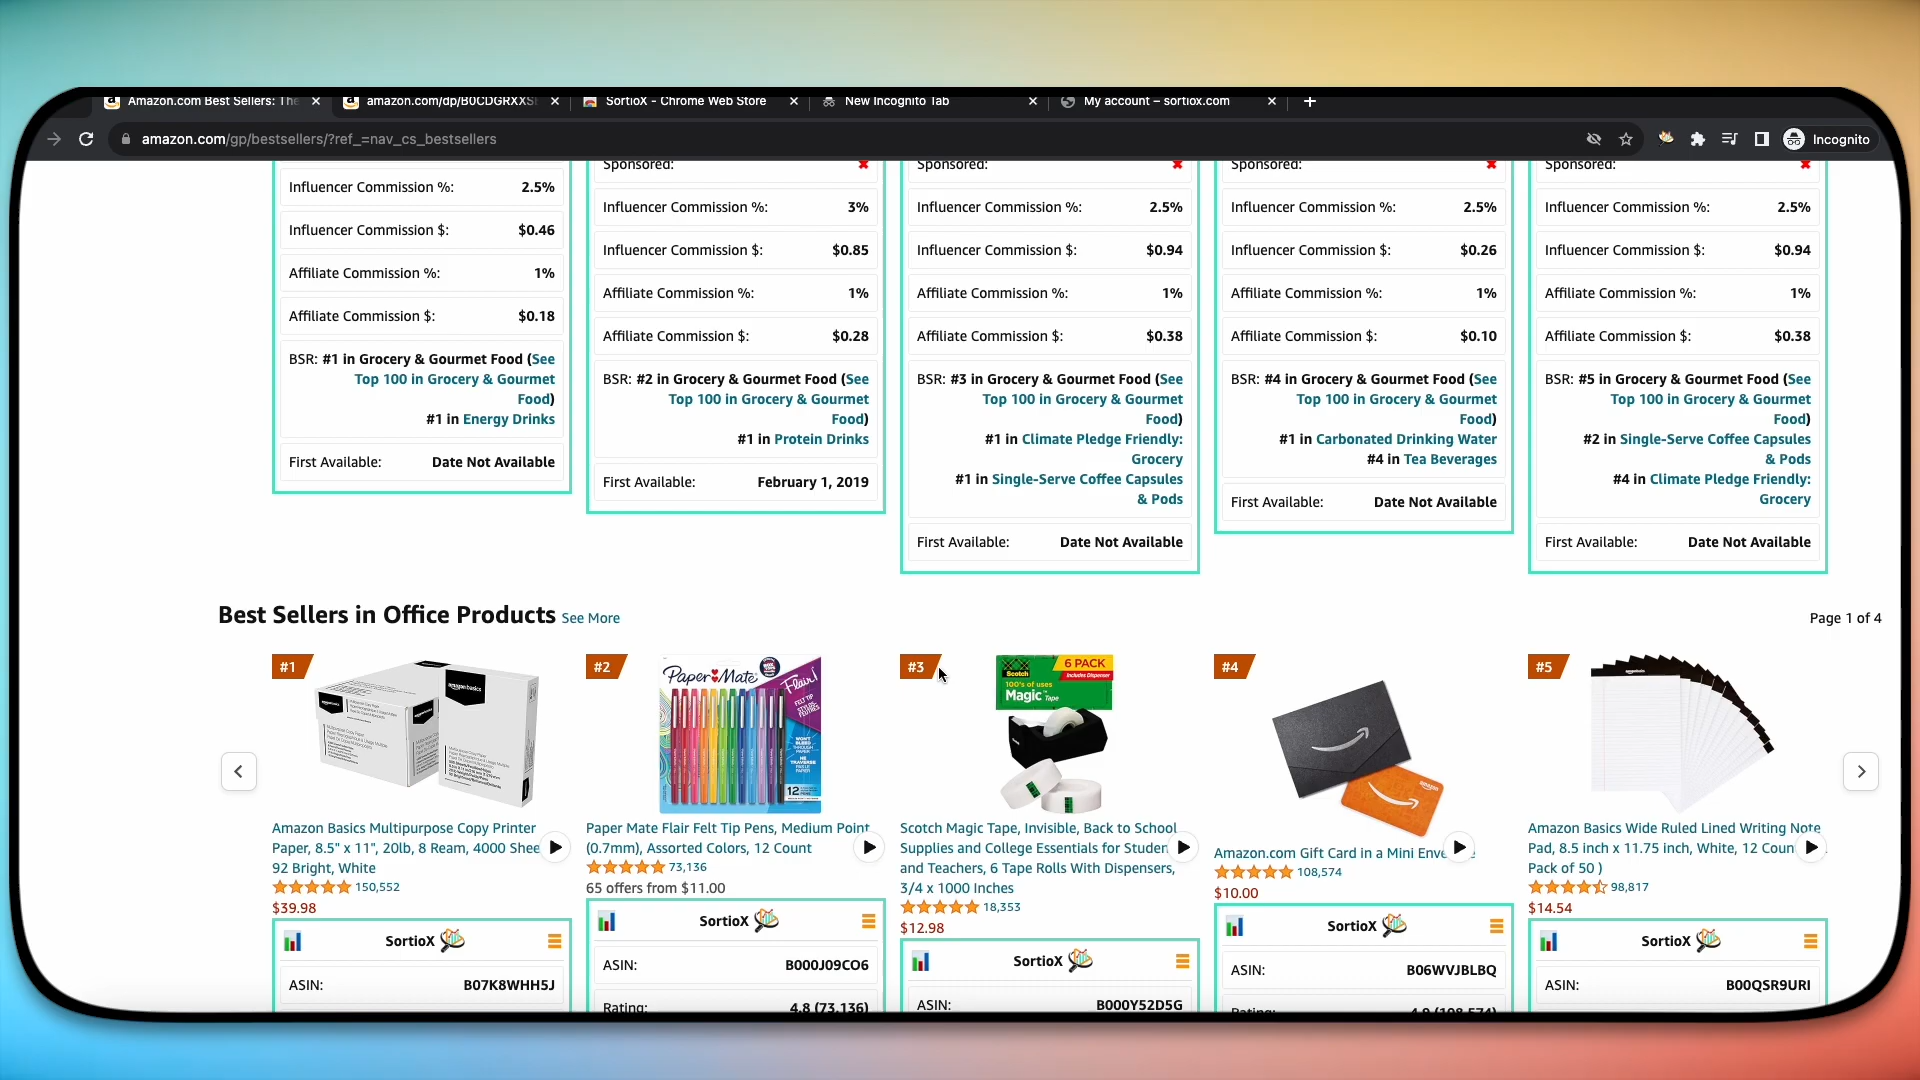 Amazon.com Best Sellers: The
amazon.com/dp/B0CDGRXXS
SortioX - Chrome Web Store
New Incognito Tab
My account – sortiox.com
amazon.com/gp/bestsellers/?ref_=nav_cs_bestsellers
Incognito
Influencer Commission %: 2.5%
Influencer Commission $: $0.46
Affiliate Commission %: 1%
Affiliate Commission $: $0.18
BSR: #1 in Grocery & Gourmet Food (See
Top 100 in Grocery & Gourmet
Food)
#1 in Energy Drinks
First Available: Date Not Available
Sponsored:
Influencer Commission %: 3%
Influencer Commission $: $0.85
Affiliate Commission %: 1%
Affiliate Commission $: $0.28
BSR: #2 in Grocery & Gourmet Food (See
Top 100 in Grocery & Gourmet
Food)
#1 in Protein Drinks
First Available: February 1, 2019
Sponsored:
Influencer Commission %: 2.5%
Influencer Commission $: $0.94
Affiliate Commission %: 1%
Affiliate Commission $: $0.38
BSR: #3 in Grocery & Gourmet Food (See
Top 100 in Grocery & Gourmet
Food)
#1 in Climate Pledge Friendly:
Grocery
#1 in Single-Serve Coffee Capsules
& Pods
First Available: Date Not Available
Sponsored:
Influencer Commission %: 2.5%
Influencer Commission $: $0.26
Affiliate Commission %: 1%
Affiliate Commission $: $0.10
BSR: #4 in Grocery & Gourmet Food (See
Top 100 in Grocery & Gourmet
Food)
#1 in Carbonated Drinking Water
#4 in Tea Beverages
First Available: Date Not Available
Sponsored:
Influencer Commission %: 2.5%
Influencer Commission $: $0.94
Affiliate Commission %: 1%
Affiliate Commission $: $0.38
BSR: #5 in Grocery & Gourmet Food (See
Top 100 in Grocery & Gourmet
Food)
#2 in Single-Serve Coffee Capsules
& Pods
#4 in Climate Pledge Friendly:
Grocery
First Available: Date Not Available
Best Sellers in Office Products See More
Page 1 of 4
#1
amazon basics
Amazon Basics Multipurpose Copy Printer
Paper, 8.5" x 11", 20lb, 8 Ream, 4000 Shee
92 Bright, White
150,552
$39.98
SortioX
ASIN: B07K8WHH5J
#2
Paper Mate
Flair!
12
Paper Mate Flair Felt Tip Pens, Medium Point
(0.7mm), Assorted Colors, 12 Count
73,136
65 offers from $11.00
SortioX
ASIN: B000J09CO6
Rating: 4.8 (73,136)
#3
Scotch
6 PACK
Includes Dispenser
100's of uses
Magic Tape
Scotch Magic Tape, Invisible, Back to School
Supplies and College Essentials for Studen
and Teachers, 6 Tape Rolls With Dispensers,
3/4 x 1000 Inches
18,353
$12.98
SortioX
ASIN: B000Y52D5G
#4
Amazon.com Gift Card in a Mini Enve
108,574
$10.00
SortioX
ASIN: B06WVJBLBQ
Rating: 4.9 (108,574)
#5
Amazon Basics Wide Ruled Lined Writing Note
Pad, 8.5 inch x 11.75 inch, White, 12 Coun
Pack of 50 )
98,817
$14.54
SortioX
ASIN: B00QSR9URI